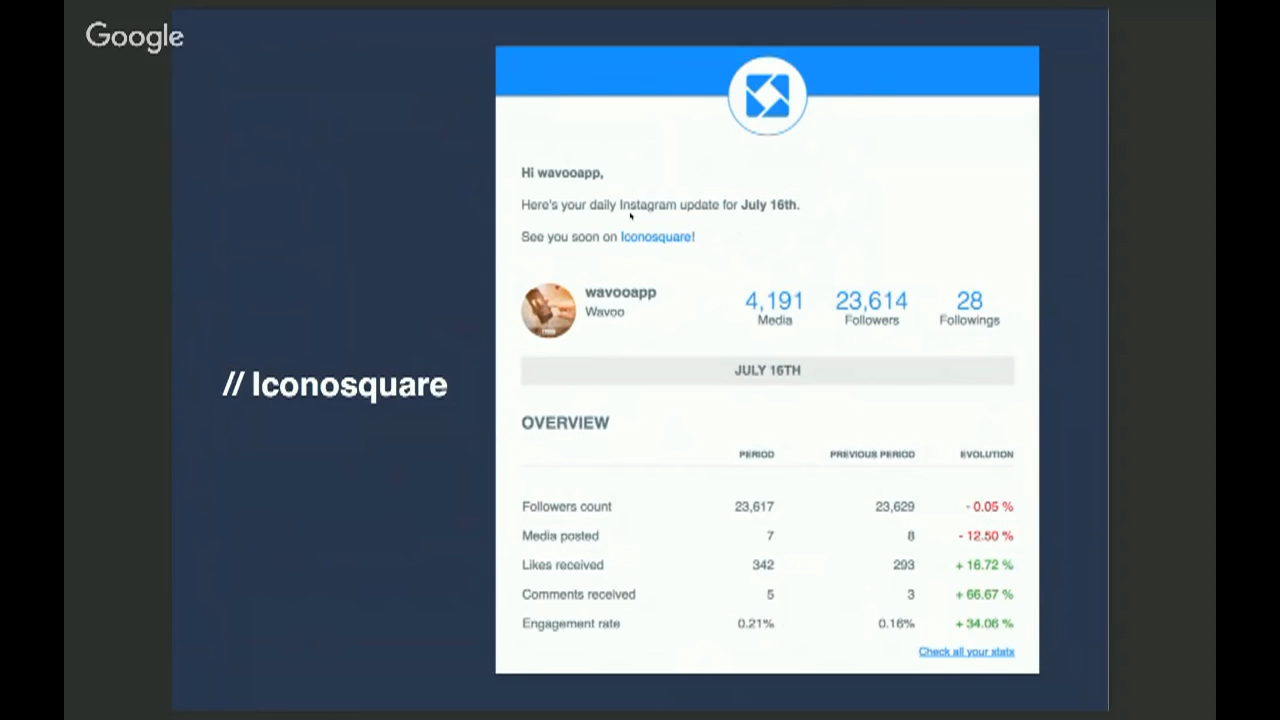 Google
// Iconosquare
Hi wavooapp,
Here's your daily Instagram update for July 16th.
See you soon on Iconosquare!
wavooapp
Wavoo
4,191 23,614 28
Media Followers Followings
JULY 16TH
OVERVIEW
PERIOD PREVIOUS PERIOD EVOLUTION
Followers count 23,617 23,629 - 0.05 %
Media posted 7 8 - 12.50 %
Likes received 342 293 + 16.72 %
Comments received 5 3 + 66.67 %
Engagement rate 0.21% 0.16% + 34.06 %
Check all your stats